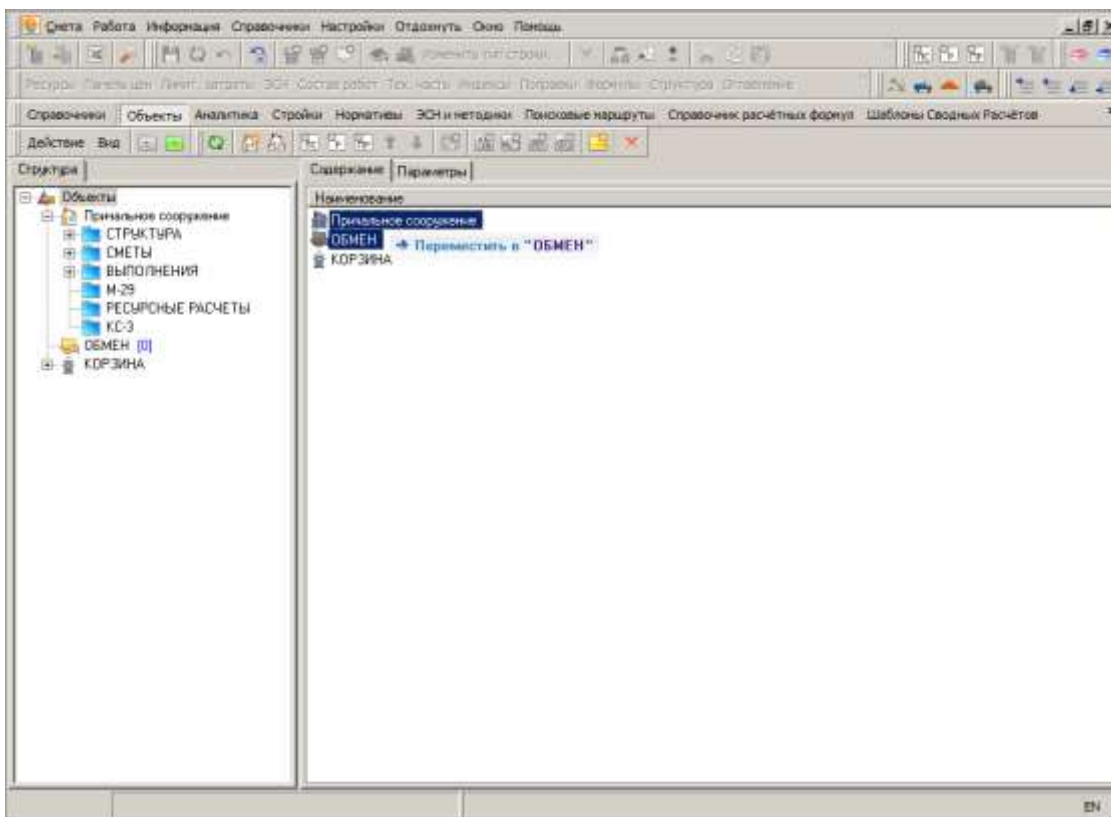 Смета Работа Информация Справочники Настройки Отдохнуть Окно Помощь
Справочники Объекты Аналитика Стройки Нормативы ЭСН и методики Поисковые маршруты Справочник расчётных формул Шаблоны Сводных Расчётов
Действие Вид
Структура
Содержание Параметры
Объекты
Причальное сооружение
СТРУКТУРА
СМЕТЫ
ВЫПОЛНЕНИЯ
М-29
РЕСУРСНЫЕ РАСЧЕТЫ
КС-3
ОБМЕН [0]
КОРЗИНА
Наименование
Причальное сооружение
ОБМЕН Переместить в "ОБМЕН"
КОРЗИНА
EN